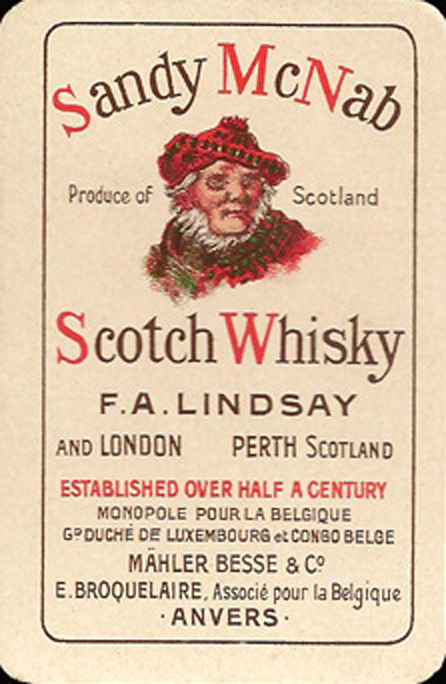 Sandy McNab
Produce of Scotland
Scotch Whisky
F.A. LINDSAY
AND LONDON PERTH SCOTLAND
ESTABLISHED OVER HALF A CENTURY
MONOPOLE POUR LA BELGIQUE
Gᴰ DUCHÉ DE LUXEMBOURG et CONGO BELGE
MÄHLER BESSE & Cº
E. BROQUELAIRE, Associé pour la Belgique
· ANVERS ·